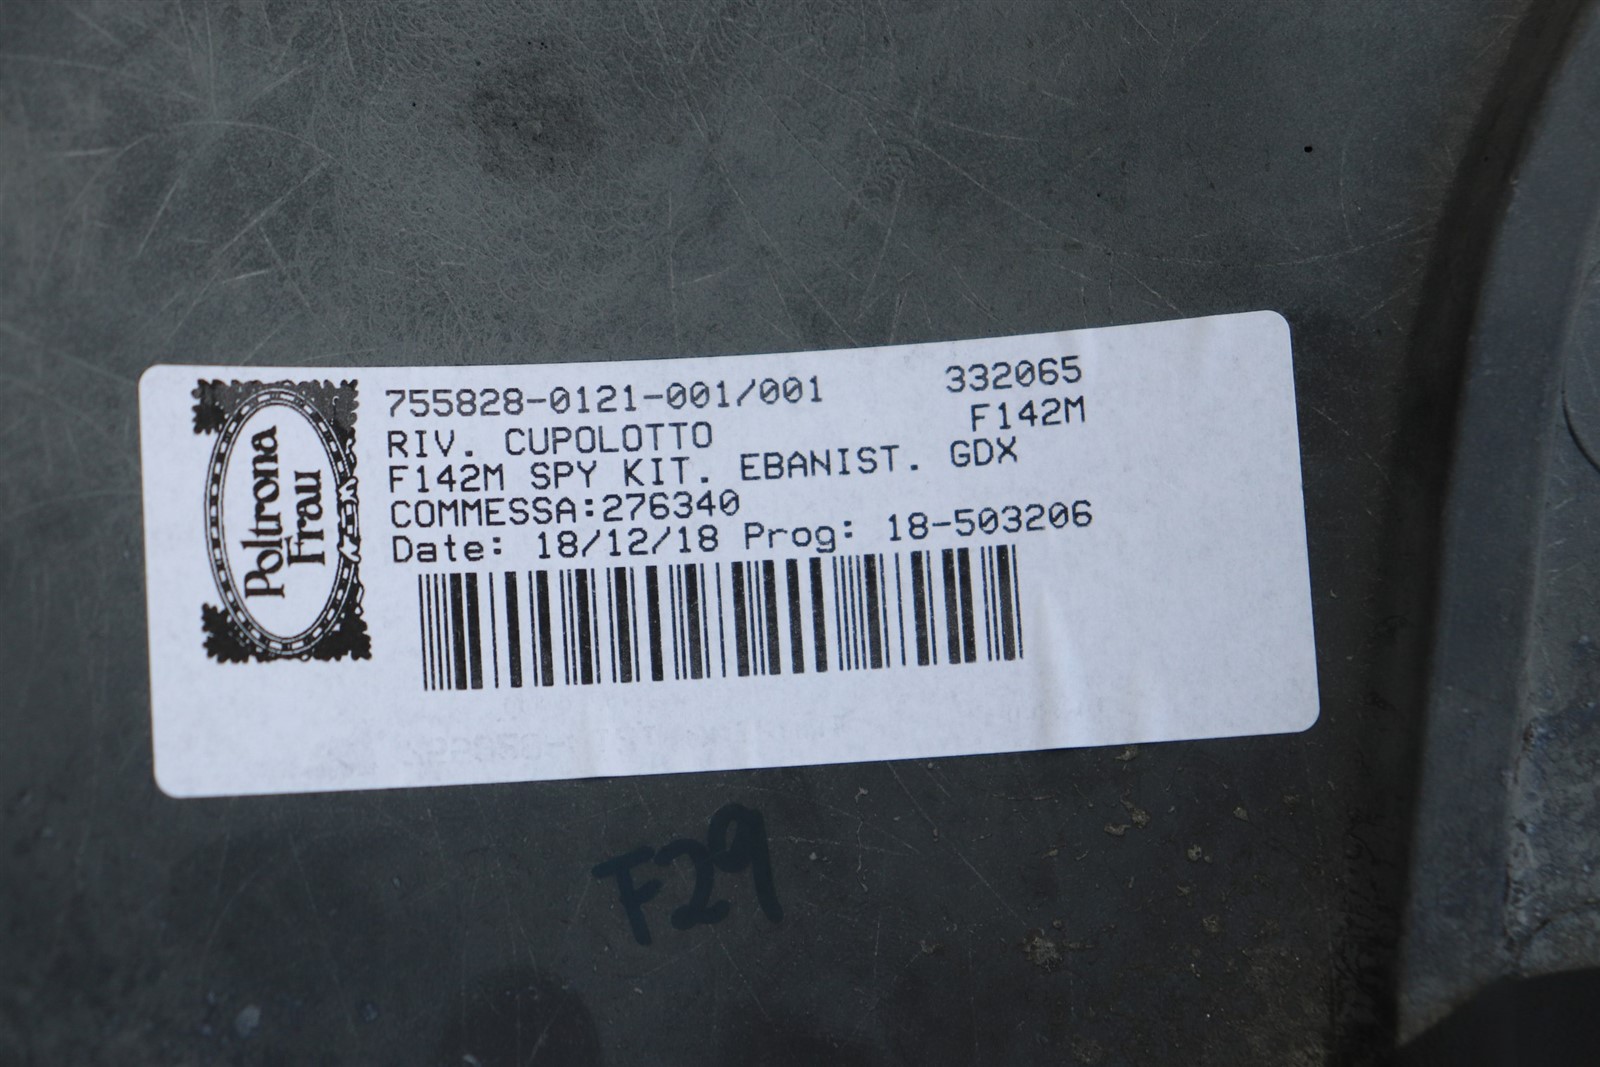 Poltrona
Frau
755828-0121-001/001 332065
RIV. CUPOLOTTO F142M
F142M SPY KIT. EBANIST. GDX
COMMESSA:276340
Date: 18/12/18 Prog: 18-503206
F29